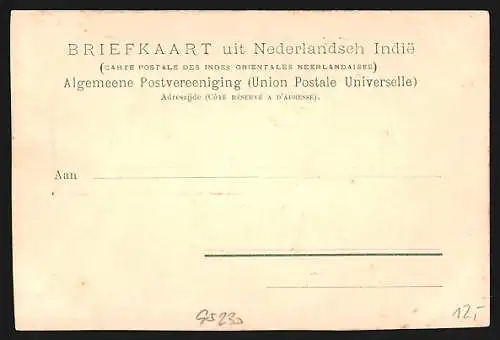 BRIEFKAART uit Nederlandsch Indië
(CARTE POSTALE DES INDES ORIENTALES NEERLANDAISES)
Algemeene Postvereeniging (Union Postale Universelle)
Adreszijde (Côté RÉSERVÉ A D'ADRESSE).
Aan
12,-